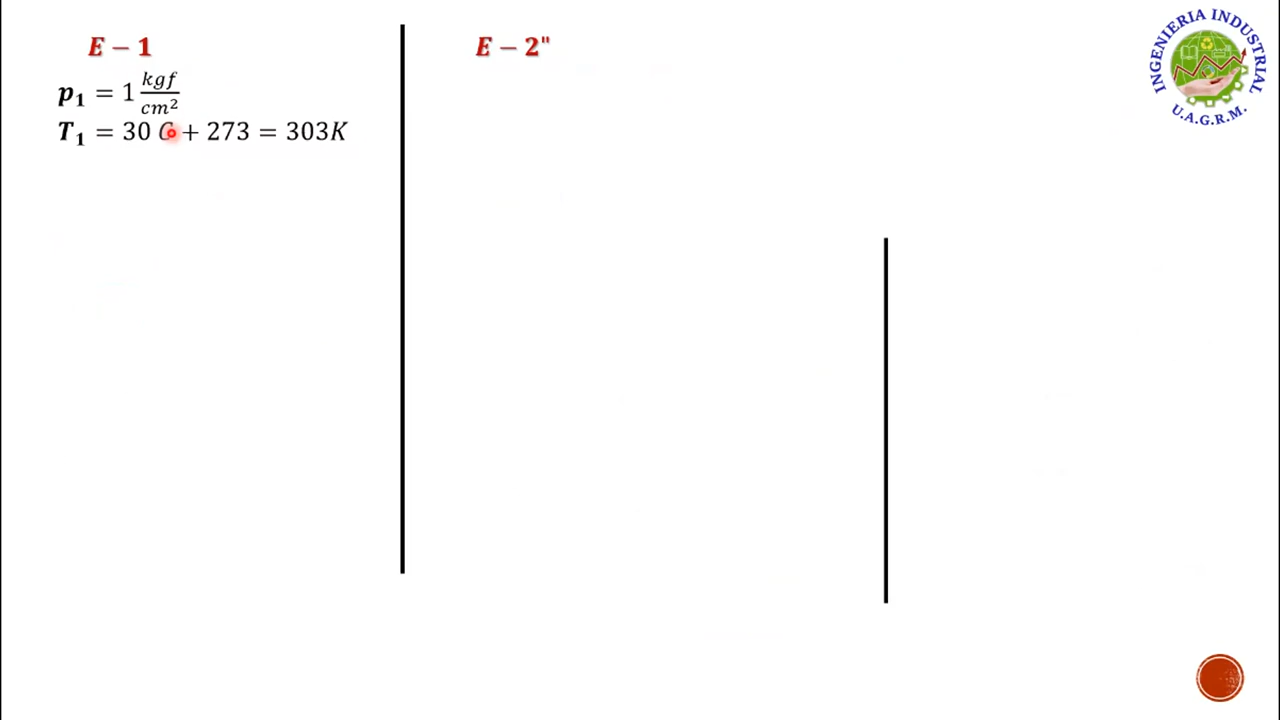 E − 1
p₁ = 1 kgf/cm²
T₁ = 30 C + 273 = 303K
E − 2"
INGENIERIA INDUSTRIAL
U.A.G.R.M.